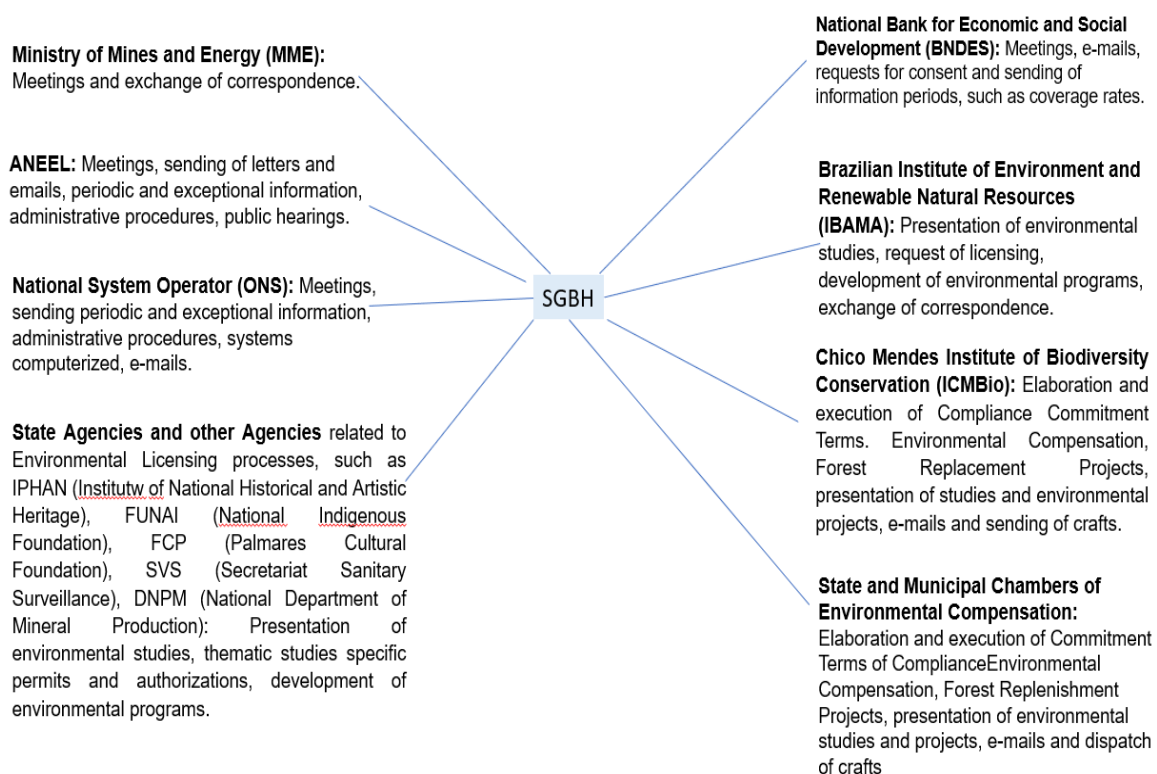 Ministry of Mines and Energy (MME):
Meetings and exchange of correspondence.
ANEEL: Meetings, sending of letters and
emails, periodic and exceptional information,
administrative procedures, public hearings.
National System Operator (ONS): Meetings,
sending periodic and exceptional information,
administrative procedures, systems
computerized, e-mails.
State Agencies and other Agencies related to
Environmental Licensing processes, such as
IPHAN (Institutw of National Historical and Artistic
Heritage), FUNAI (National Indigenous
Foundation), FCP (Palmares Cultural
Foundation), SVS (Secretariat Sanitary
Surveillance), DNPM (National Department of
Mineral Production): Presentation of
environmental studies, thematic studies specific
permits and authorizations, development of
environmental programs.
SGBH
National Bank for Economic and Social
Development (BNDES): Meetings, e-mails,
requests for consent and sending of
information periods, such as coverage rates.
Brazilian Institute of Environment and
Renewable Natural Resources
(IBAMA): Presentation of environmental
studies, request of licensing,
development of environmental programs,
exchange of correspondence.
Chico Mendes Institute of Biodiversity
Conservation (ICMBio): Elaboration and
execution of Compliance Commitment
Terms. Environmental Compensation,
Forest Replacement Projects,
presentation of studies and environmental
projects, e-mails and sending of crafts.
State and Municipal Chambers of
Environmental Compensation:
Elaboration and execution of Commitment
Terms of ComplianceEnvironmental
Compensation, Forest Replenishment
Projects, presentation of environmental
studies and projects, e-mails and dispatch
of crafts